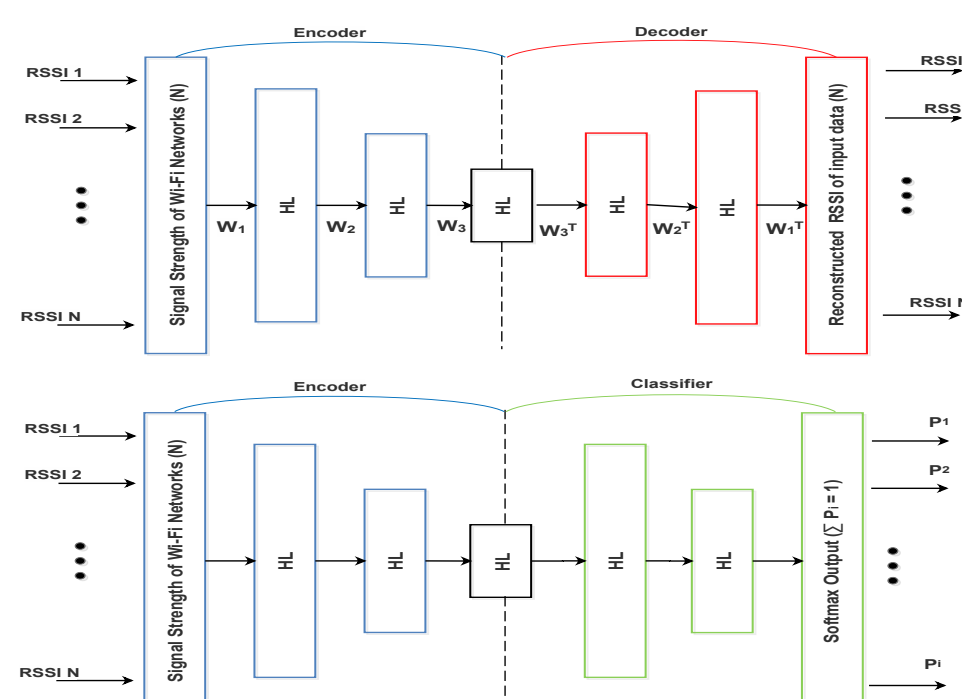 Encoder
Decoder
RSSI 1
RSSI 2
RSSI N
Signal Strength of Wi-Fi Networks (N)
W₁
HL
W₂
HL
W₃
HL
W₃ᵀ
HL
W₂ᵀ
HL
W₁ᵀ
Reconstructed RSSI of input data (N)
RSSI
RSS
RSSI N
Encoder
Classifier
RSSI 1
RSSI 2
RSSI N
Signal Strength of Wi-Fi Networks (N)
HL
HL
HL
HL
HL
Softmax Output (∑ Pi = 1)
P1
P2
Pi